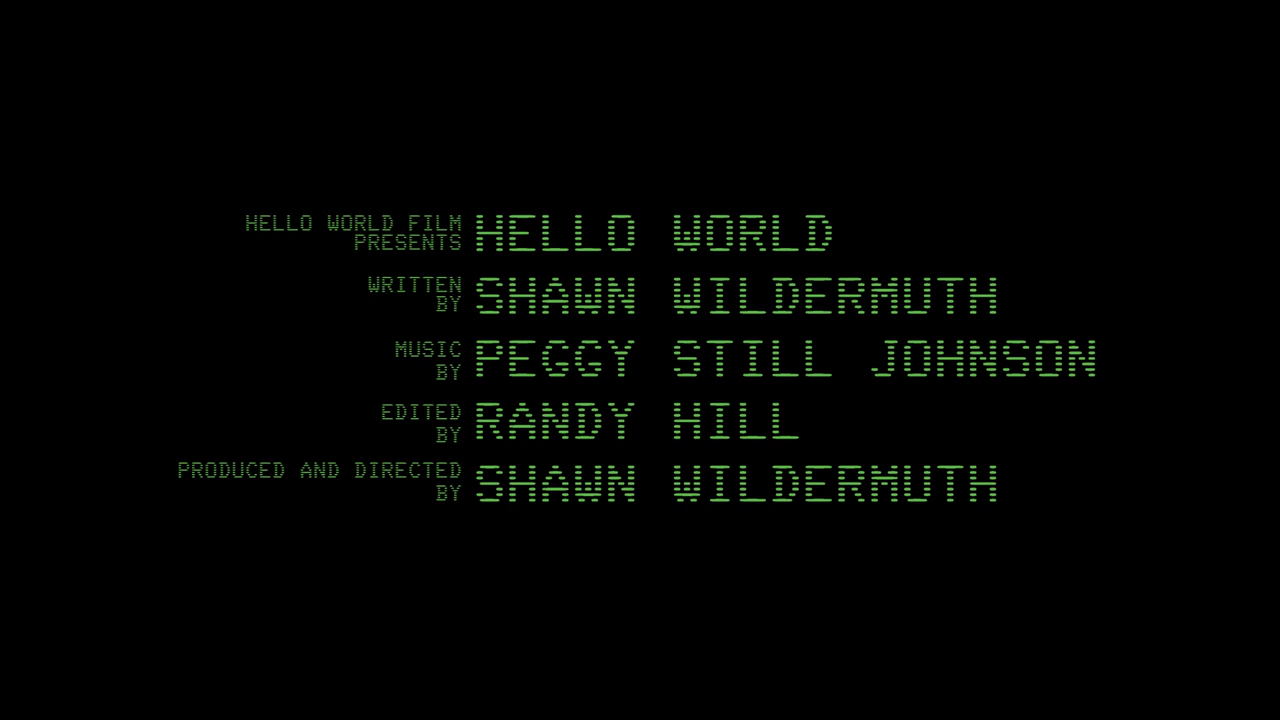 HELLO WORLD FILM
PRESENTS
HELLO WORLD
WRITTEN
BY
SHAWN WILDERMUTH
MUSIC
BY
PEGGY STILL JOHNSON
EDITED
BY
RANDY HILL
PRODUCED AND DIRECTED
BY
SHAWN WILDERMUTH